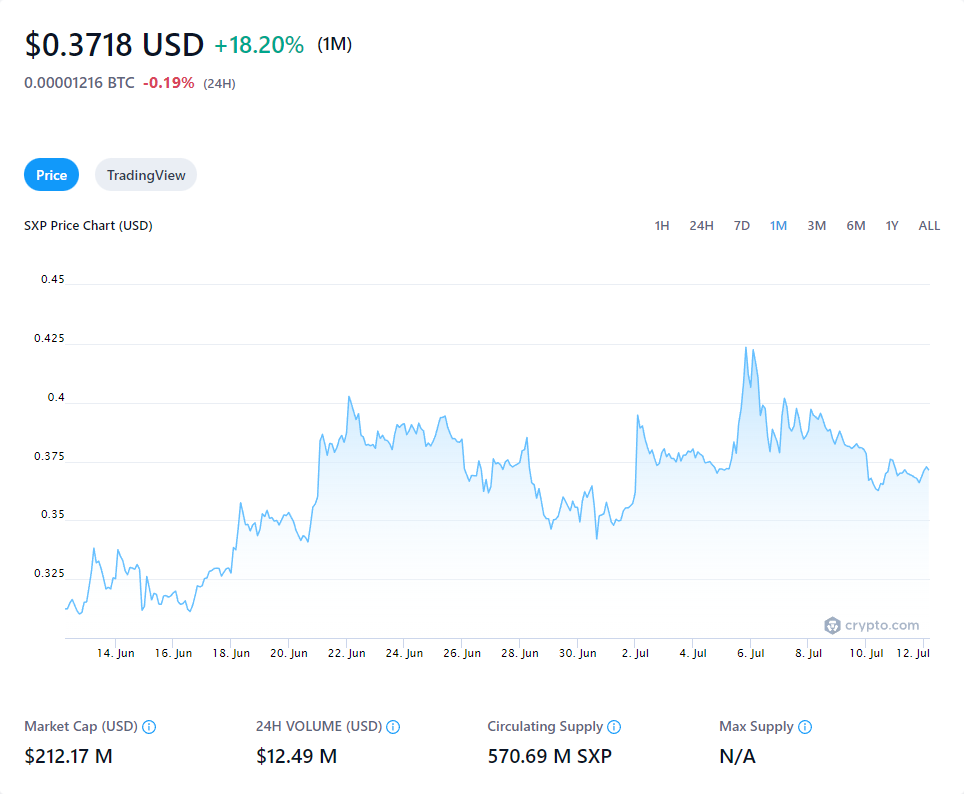 $0.3718 USD +18.20% (1M)
0.00001216 BTC -0.19% (24H)
Price TradingView
SXP Price Chart (USD) 1H 24H 7D 1M 3M 6M 1Y ALL
0.45
0.425
0.4
0.375
0.35
0.325
crypto.com
14. Jun 16. Jun 18. Jun 20. Jun 22. Jun 24. Jun 26. Jun 28. Jun 30. Jun 2. Jul 4. Jul 6. Jul 8. Jul 10. Jul 12. Jul
Market Cap (USD) 24H VOLUME (USD) Circulating Supply Max Supply
$212.17 M $12.49 M 570.69 M SXP N/A